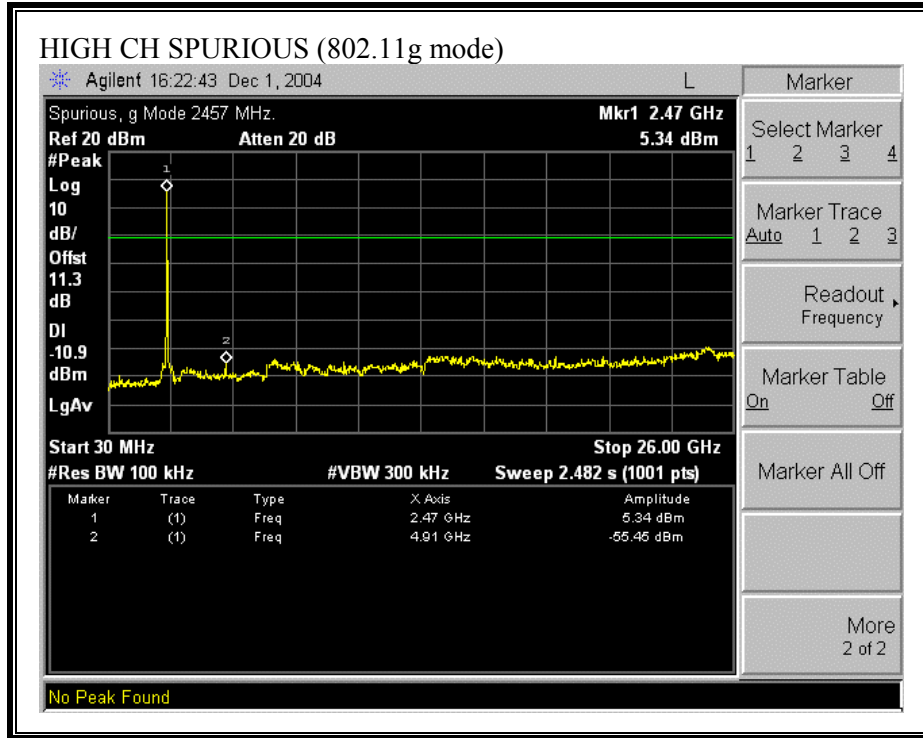 HIGH CH SPURIOUS (802.11g mode)
Agilent 16:22:43 Dec 1, 2004 L
Spurious, g Mode 2457 MHz. Mkr1 2.47 GHz
Ref 20 dBm Atten 20 dB 5.34 dBm
#Peak
Log
10
dB/
Offst
11.3
dB
DI
-10.9
dBm
LgAv
1
2
Start 30 MHz Stop 26.00 GHz
#Res BW 100 kHz #VBW 300 kHz Sweep 2.482 s (1001 pts)
Marker Trace Type X Axis Amplitude
1 (1) Freq 2.47 GHz 5.34 dBm
2 (1) Freq 4.91 GHz -55.45 dBm
No Peak Found
Marker
Select Marker
1 2 3 4
Marker Trace
Auto 1 2 3
Readout
Frequency
Marker Table
On Off
Marker All Off
More
2 of 2